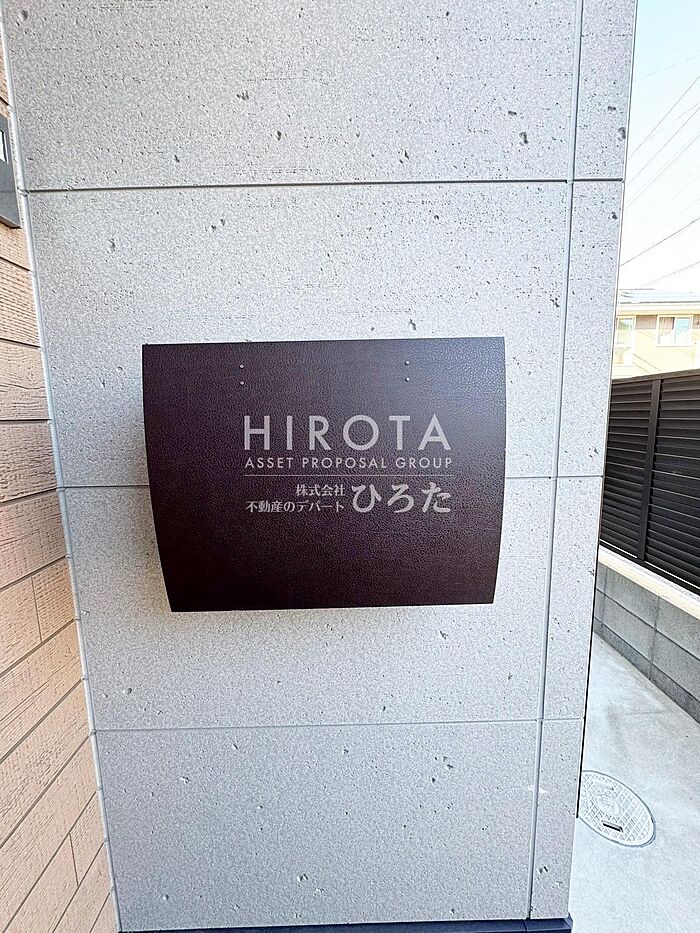 HIROTA
ASSET PROPOSAL GROUP
株式会社
不動産のデパート ひろた